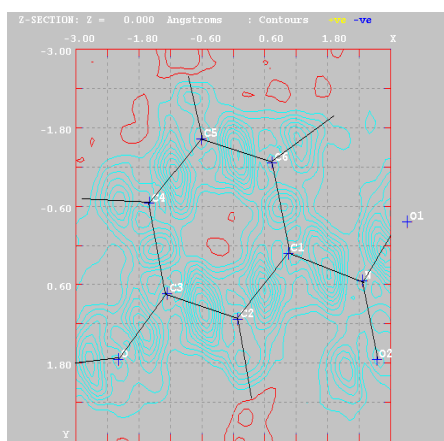 Z-SECTION: Z = 0.000 Angstroms : Contours +ve -ve
-3.00 -1.80 -0.60 0.60 1.80 X
-3.00
C5
-1.80
C6
C4
-0.60
O1
C1
N
C3
0.60
C2
O2
1.80
Y